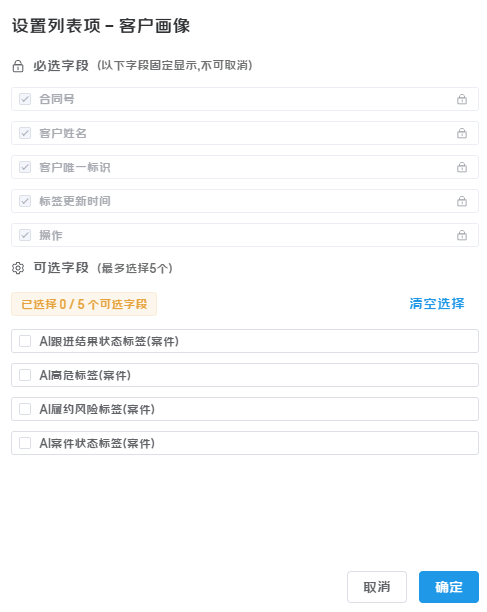 设置列表项 - 客户画像
必选字段 (以下字段固定显示,不可取消)
合同号
客户姓名
客户唯一标识
标签更新时间
操作
可选字段 (最多选择5个)
已选择 0 / 5 个可选字段
清空选择
AI跟进结果状态标签(案件)
AI高危标签(案件)
AI履约风险标签(案件)
AI案件状态标签(案件)
取消
确定